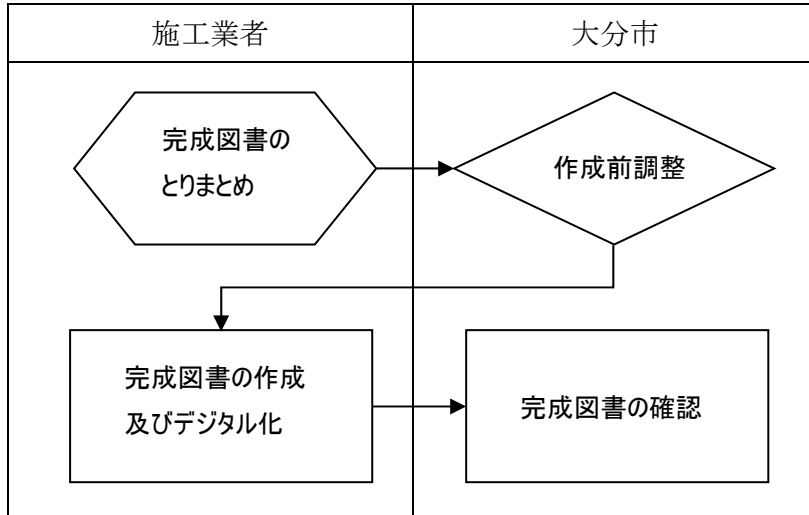 施工業者
大分市
完成図書の
とりまとめ
作成前調整
完成図書の作成
及びデジタル化
完成図書の確認